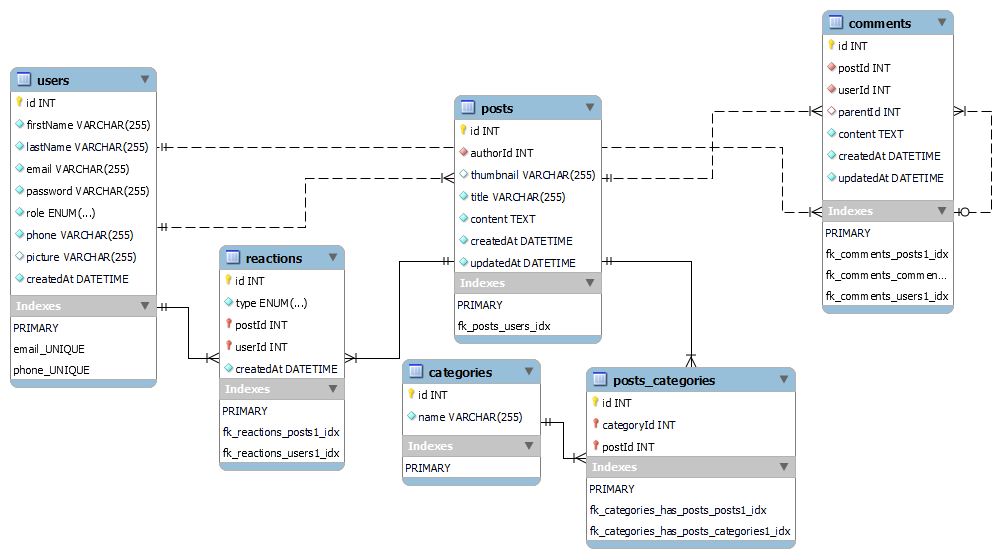 users
id INT
firstName VARCHAR(255)
lastName VARCHAR(255)
email VARCHAR(255)
password VARCHAR(255)
role ENUM(...)
phone VARCHAR(255)
picture VARCHAR(255)
createdAt DATETIME
Indexes
PRIMARY
email_UNIQUE
phone_UNIQUE
reactions
id INT
type ENUM(...)
postId INT
userId INT
createdAt DATETIME
Indexes
PRIMARY
fk_reactions_posts1_idx
fk_reactions_users1_idx
posts
id INT
authorId INT
thumbnail VARCHAR(255)
title VARCHAR(255)
content TEXT
createdAt DATETIME
updatedAt DATETIME
Indexes
PRIMARY
fk_posts_users_idx
categories
id INT
name VARCHAR(255)
Indexes
PRIMARY
posts_categories
id INT
categoryId INT
postId INT
Indexes
PRIMARY
fk_categories_has_posts_posts1_idx
fk_categories_has_posts_categories1_idx
comments
id INT
postId INT
userId INT
parentId INT
content TEXT
createdAt DATETIME
updatedAt DATETIME
Indexes
PRIMARY
fk_comments_posts1_idx
fk_comments_commen...
fk_comments_users1_idx